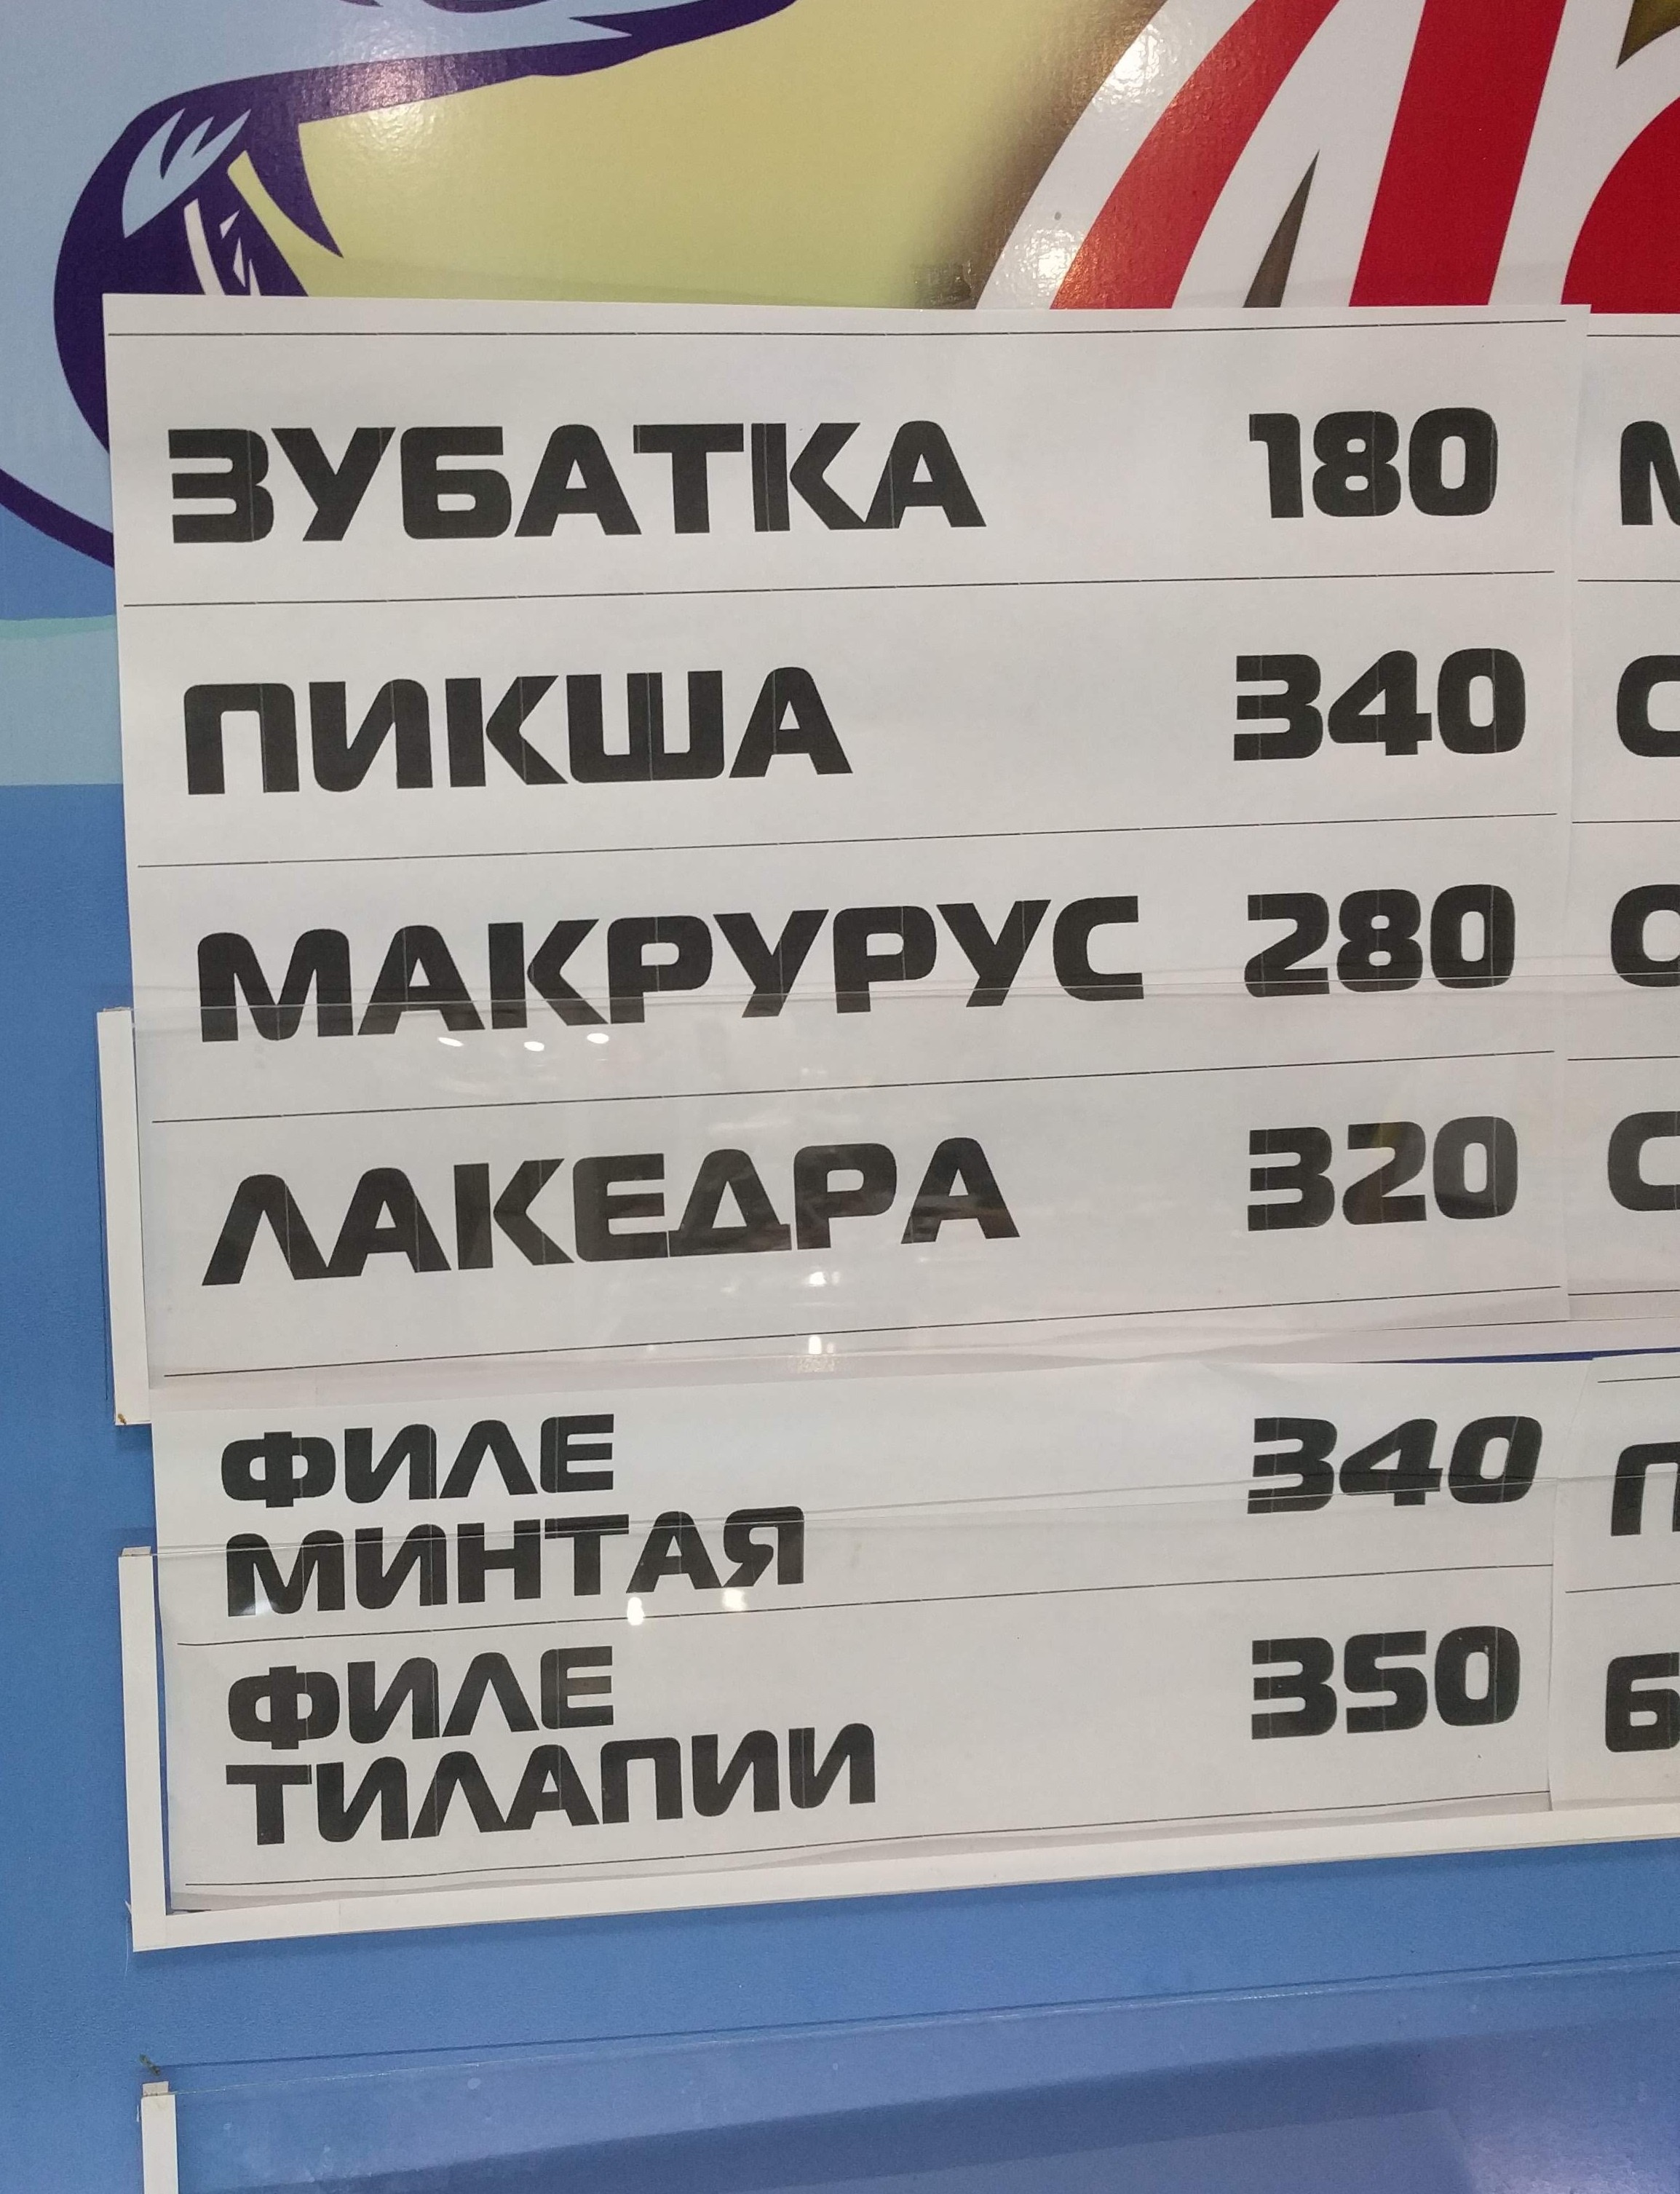 ЗУБАТКА 180
ПИКША 340
МАКРУРУС 280
ЛАКЕДРА 320
ФИЛЕ
МИНТАЯ 340
ФИЛЕ
ТИЛАПИИ 350